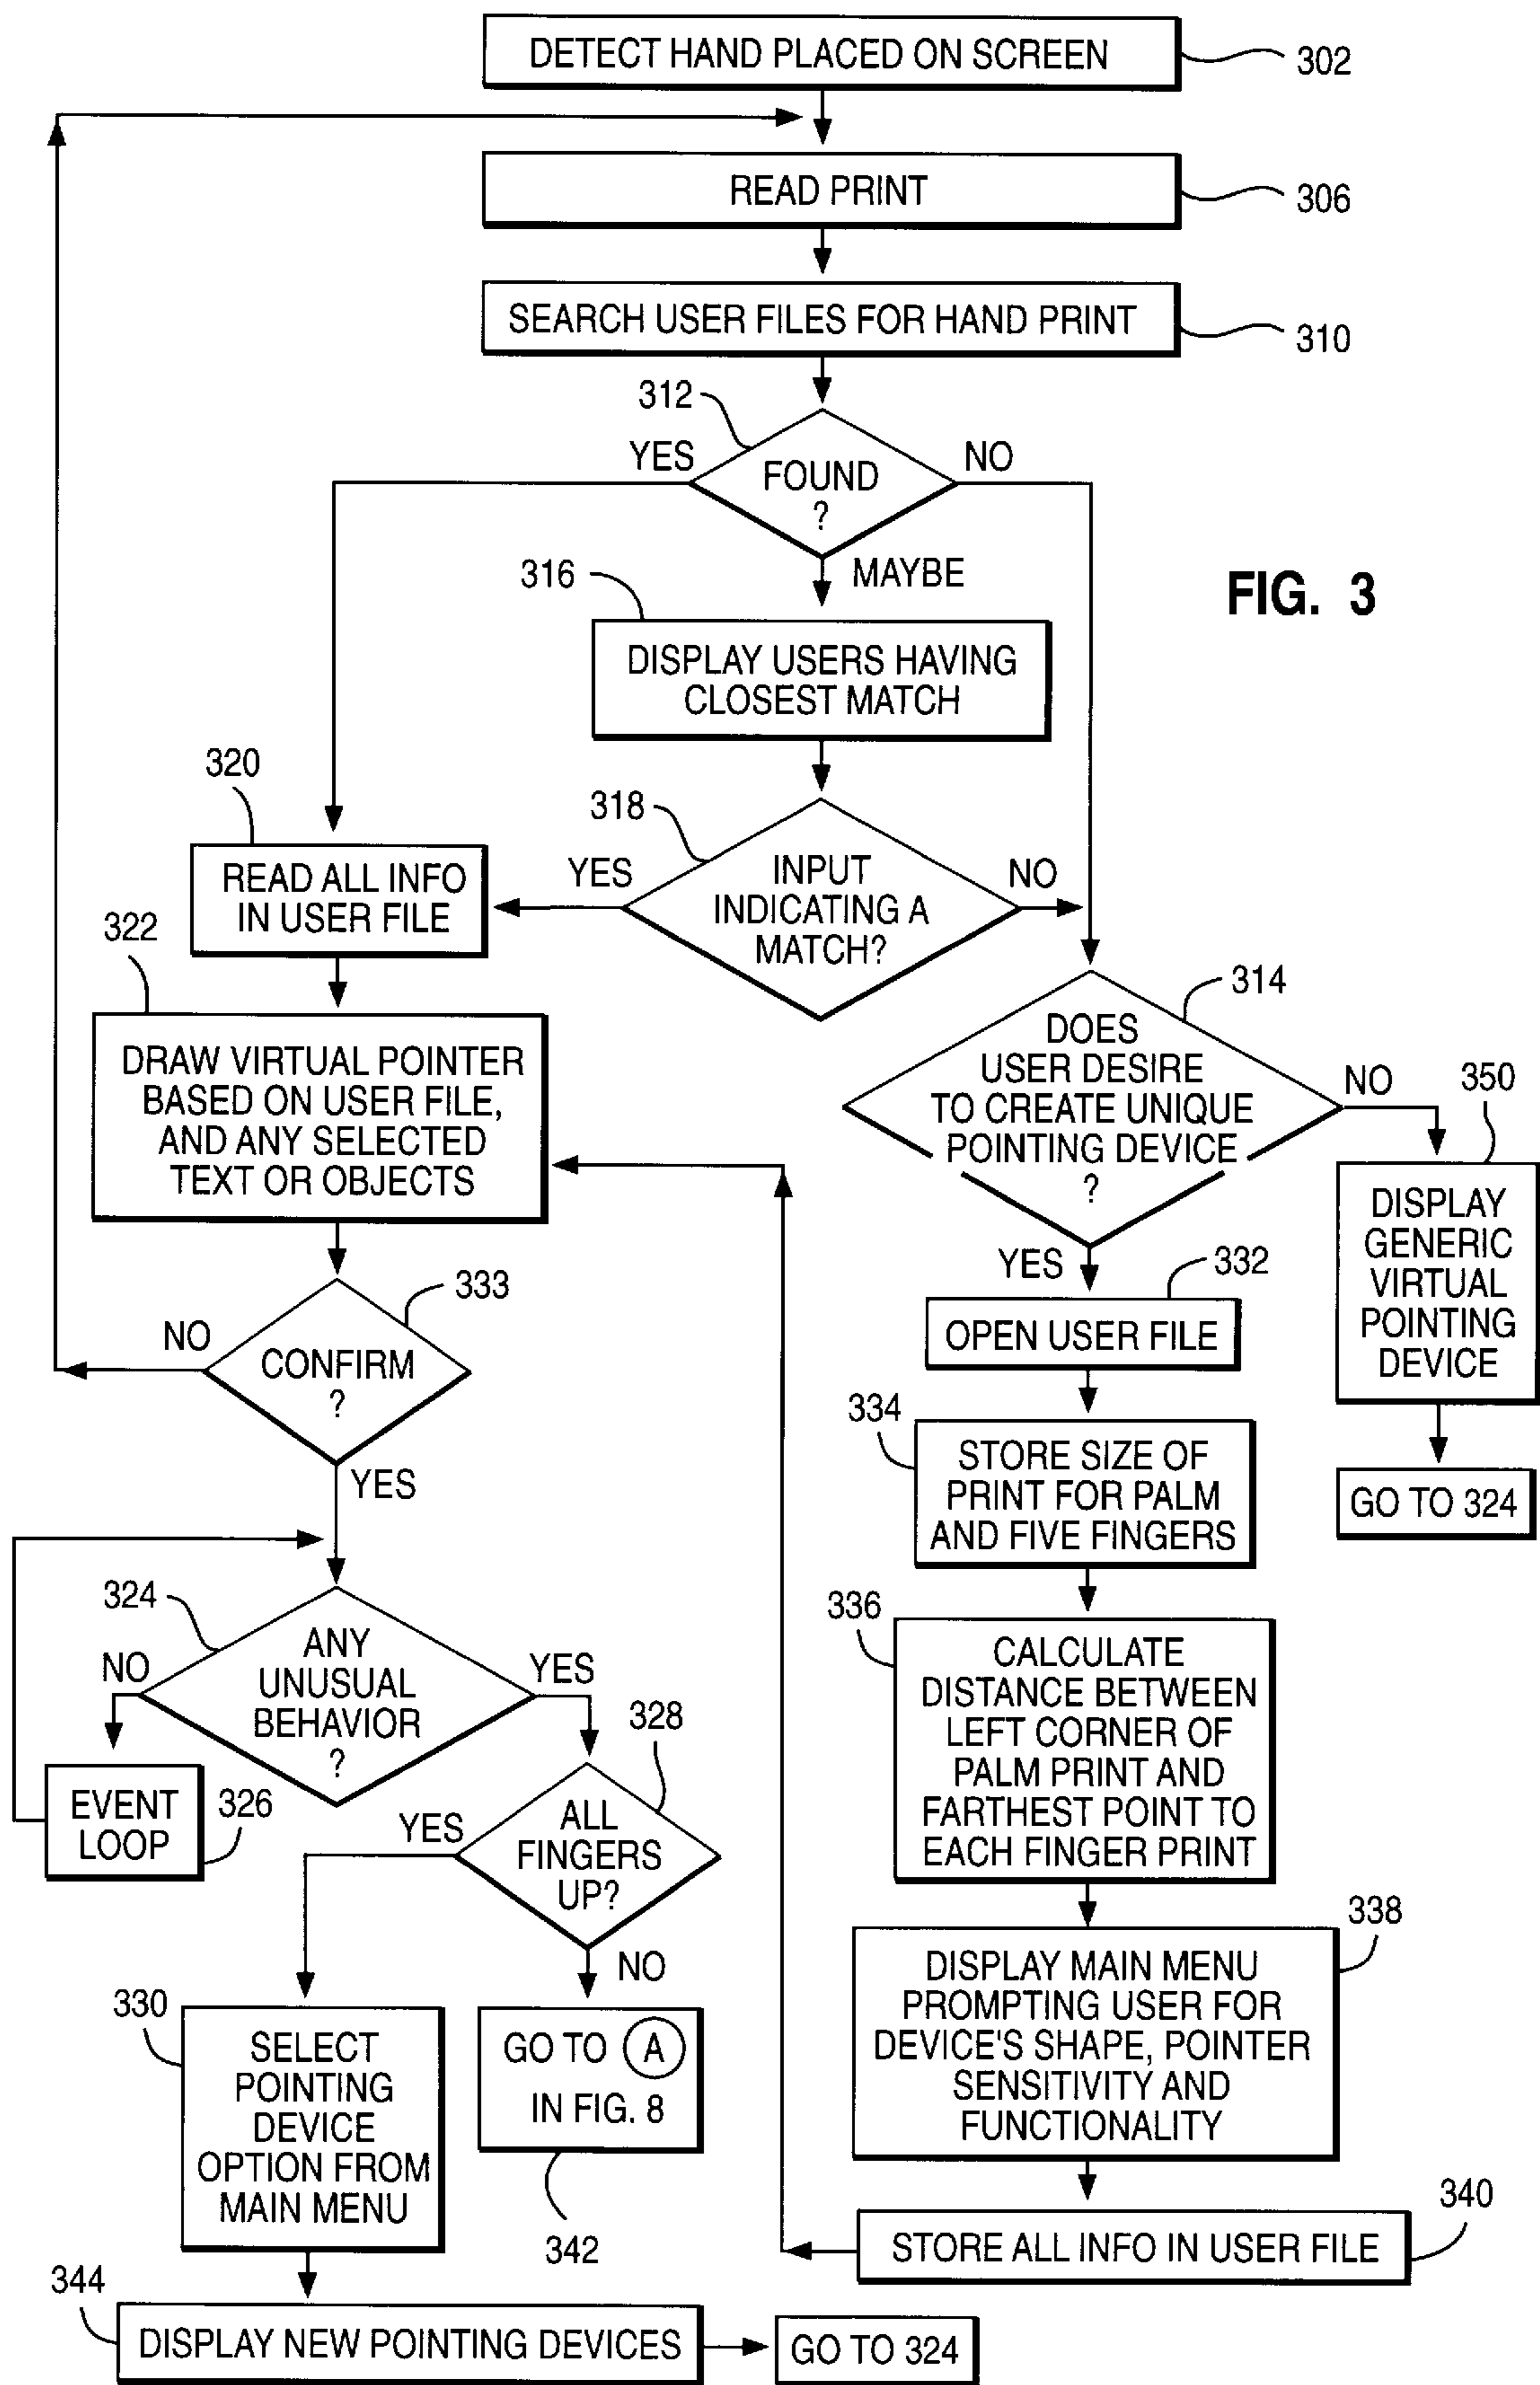 DETECT HAND PLACED ON SCREEN
302
READ PRINT
306
SEARCH USER FILES FOR HAND PRINT
310
312
YES
NO
FOUND
?
MAYBE
316
FIG. 3
DISPLAY USERS HAVING
CLOSEST MATCH
320
318
READ ALL INFO
IN USER FILE
YES
INPUT
INDICATING A
MATCH?
NO
322
314
DRAW VIRTUAL POINTER
BASED ON USER FILE,
AND ANY SELECTED
TEXT OR OBJECTS
DOES
USER DESIRE
TO CREATE UNIQUE
POINTING DEVICE
?
NO
350
DISPLAY
GENERIC
VIRTUAL
POINTING
DEVICE
GO TO 324
YES
332
OPEN USER FILE
333
NO
CONFIRM
?
YES
334
STORE SIZE OF
PRINT FOR PALM
AND FIVE FINGERS
324
NO
ANY
UNUSUAL
BEHAVIOR
?
YES
336
CALCULATE
DISTANCE BETWEEN
LEFT CORNER OF
PALM PRINT AND
FARTHEST POINT TO
EACH FINGER PRINT
328
EVENT
LOOP
326
YES
ALL
FINGERS
UP?
NO
338
DISPLAY MAIN MENU
PROMPTING USER FOR
DEVICE'S SHAPE, POINTER
SENSITIVITY AND
FUNCTIONALITY
330
SELECT
POINTING
DEVICE
OPTION FROM
MAIN MENU
GO TO A
IN FIG. 8
342
340
STORE ALL INFO IN USER FILE
344
DISPLAY NEW POINTING DEVICES
GO TO 324